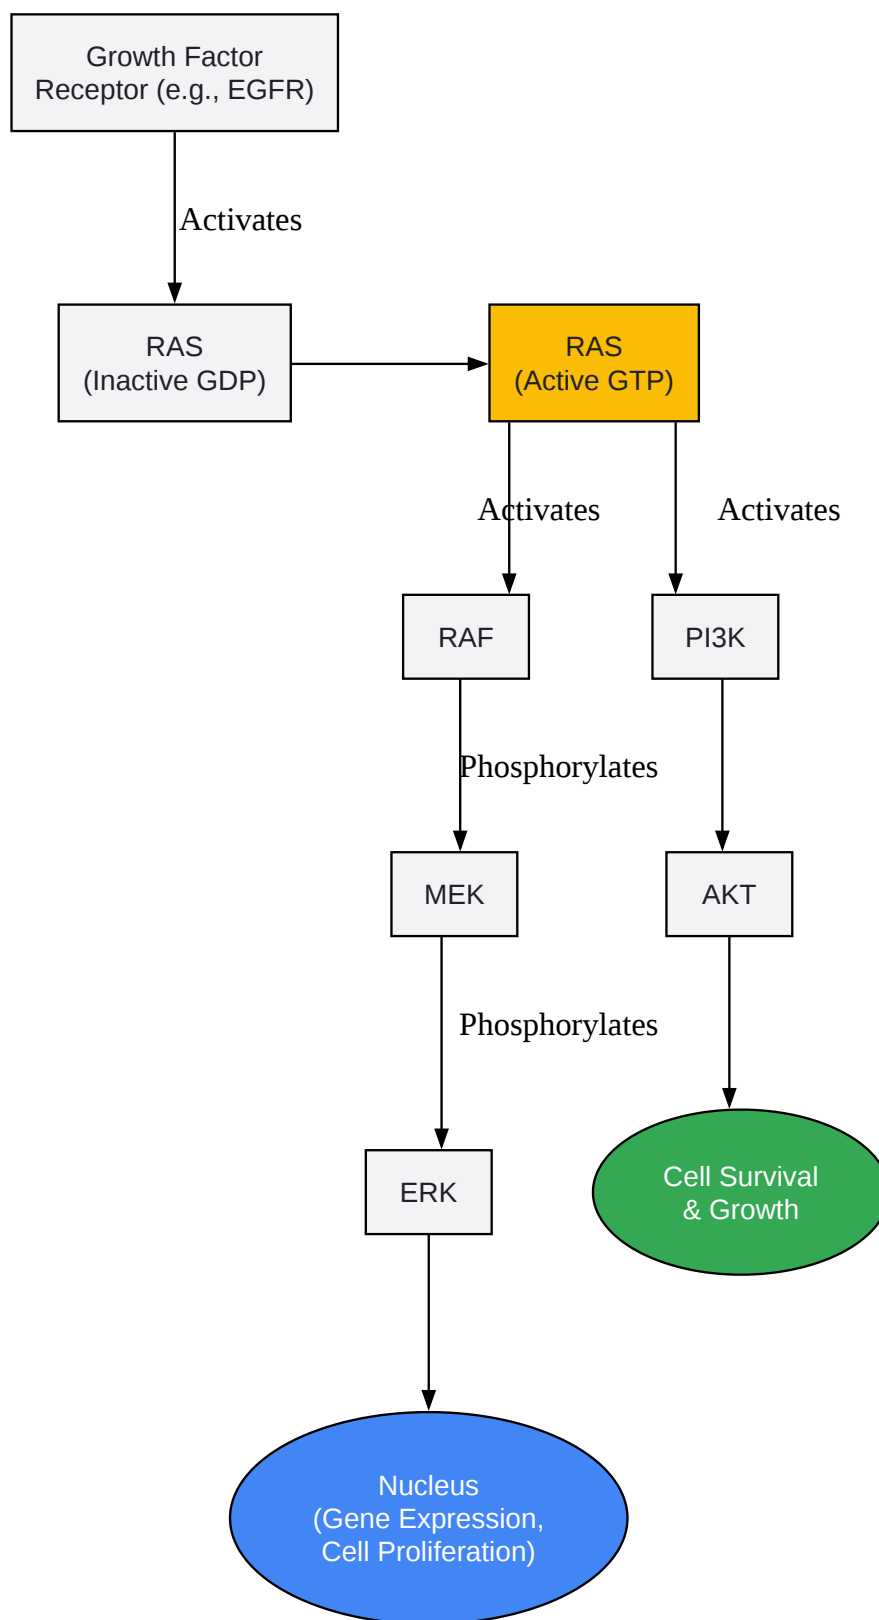 Growth Factor
Receptor (e.g., EGFR)
Activates
RAS
(Inactive GDP)
RAS
(Active GTP)
Activates
Activates
RAF
PI3K
Phosphorylates
MEK
AKT
Phosphorylates
ERK
Cell Survival
& Growth
Nucleus
(Gene Expression,
Cell Proliferation)